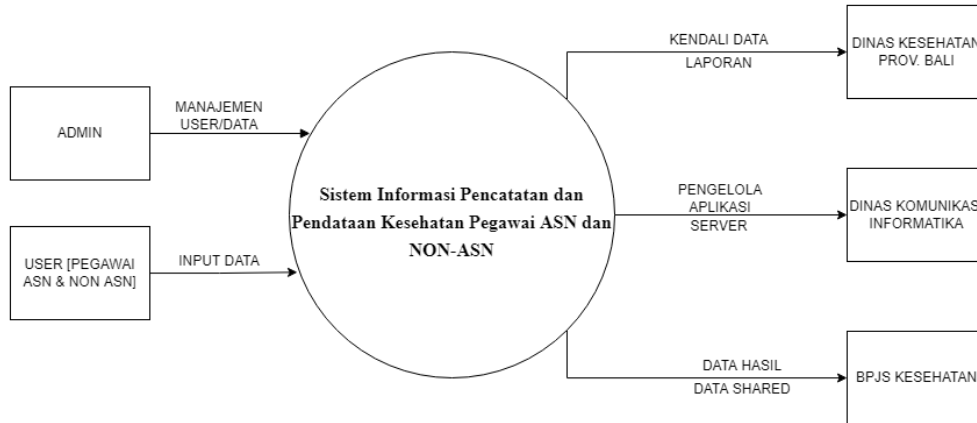 ADMIN
MANAJEMEN
USER/DATA
USER [PEGAWAI
ASN & NON ASN]
INPUT DATA
Sistem Informasi Pencatatan dan
Pendataan Kesehatan Pegawai ASN dan
NON-ASN
KENDALI DATA
LAPORAN
DINAS KESEHATAN
PROV. BALI
PENGELOLA
APLIKASI
SERVER
DINAS KOMUNIKASI
INFORMATIKA
DATA HASIL
DATA SHARED
BPJS KESEHATAN